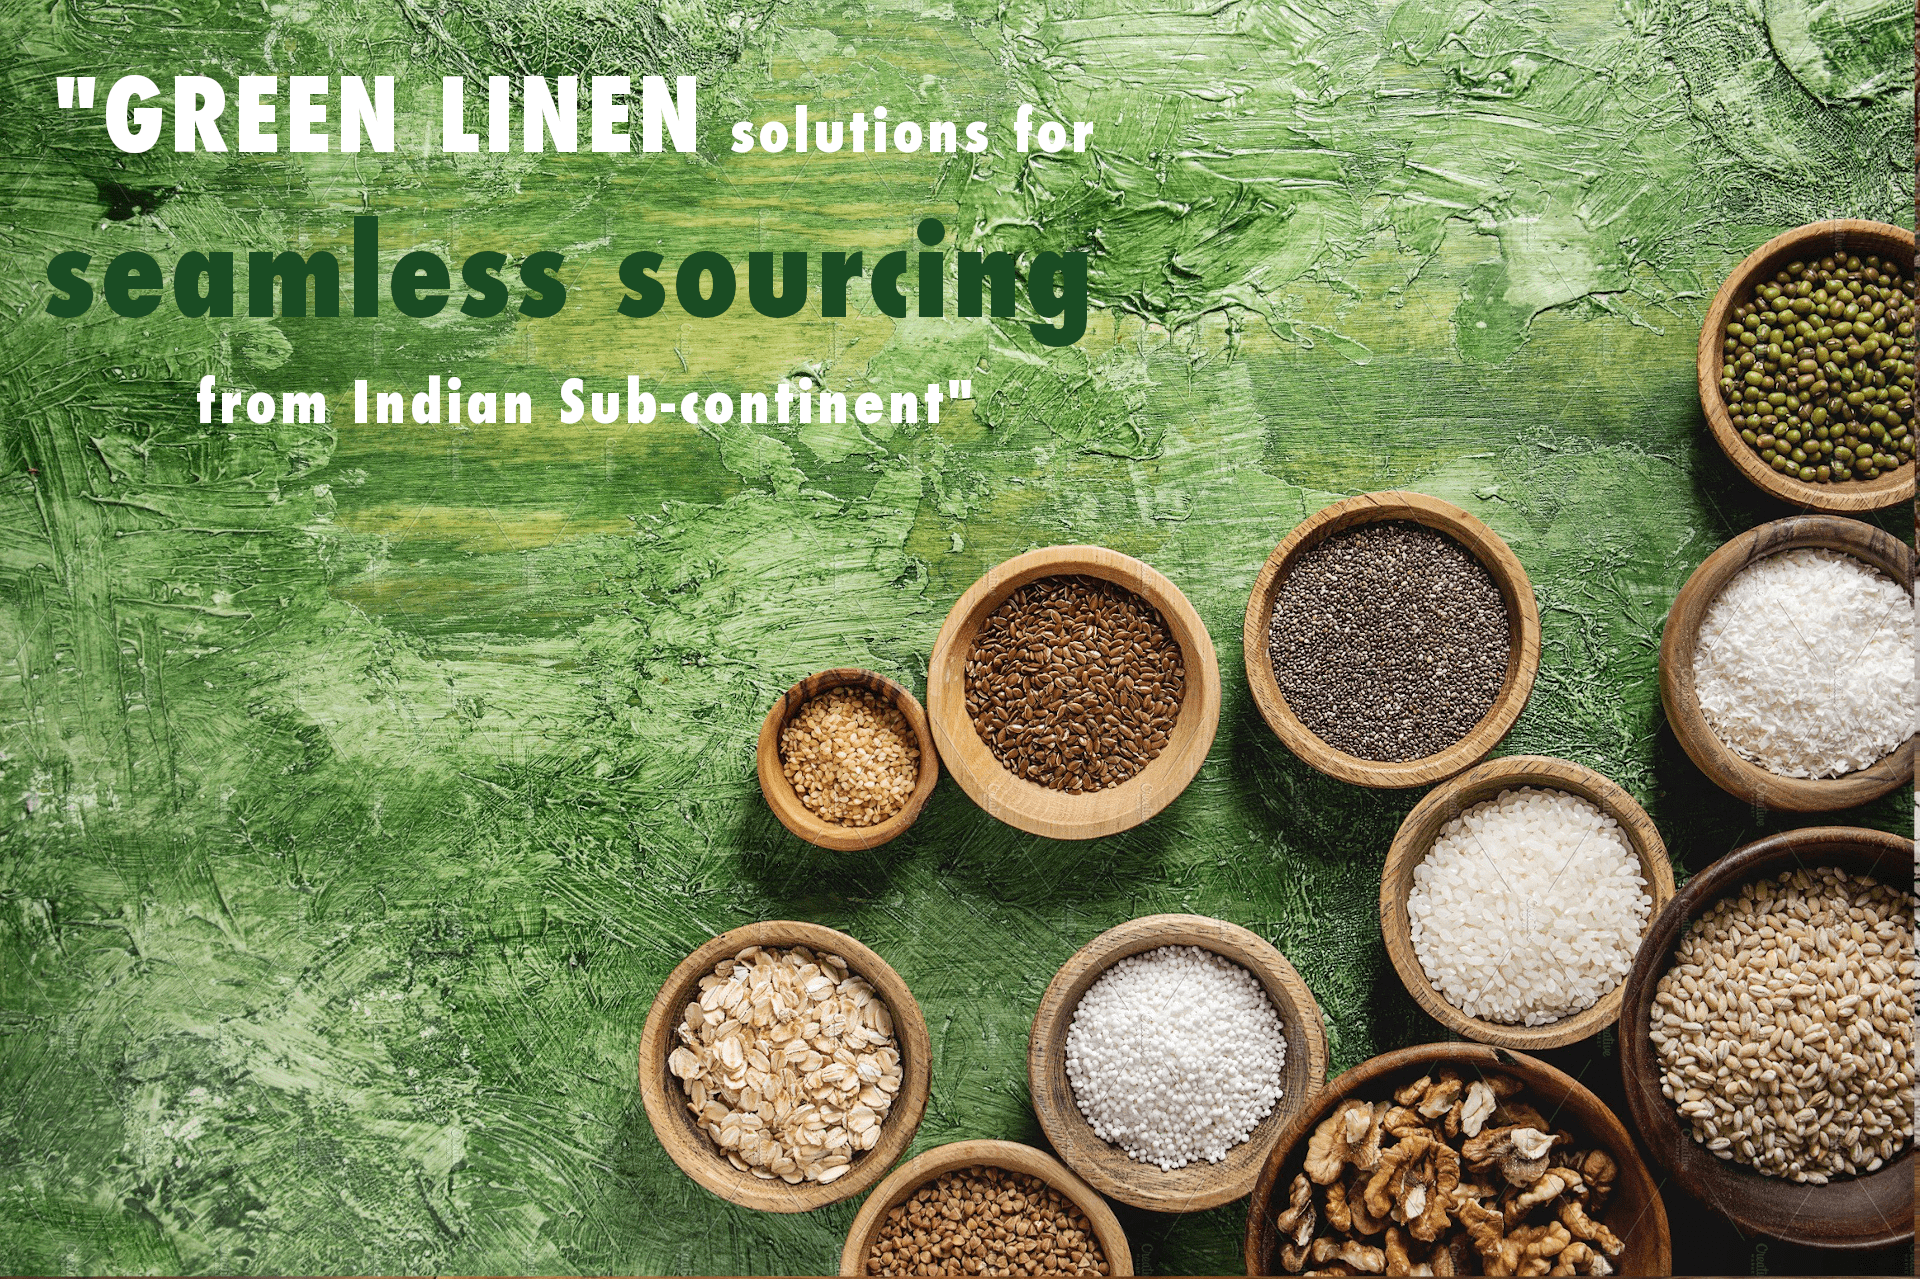 "GREEN LINEN solutions for
seamless sourcing
from Indian Sub-continent"